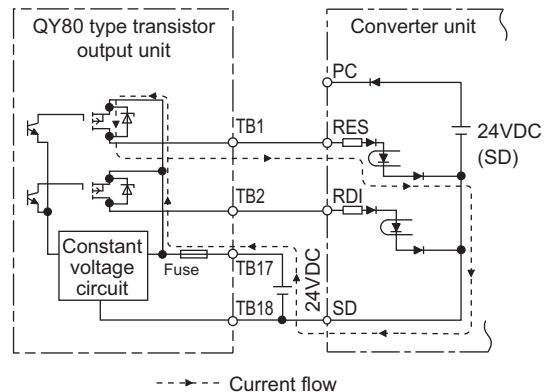 QY80 type transistor
output unit
Converter unit
PC
TB1
RES
24VDC
(SD)
TB2
RDI
Constant
voltage
circuit
Fuse
TB17
24VDC
TB18
SD
Current flow